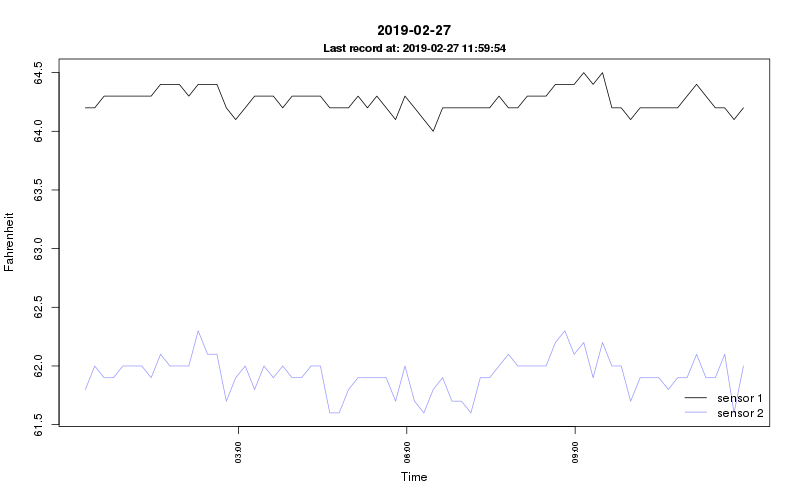 2019-02-27
Last record at: 2019-02-27 11:59:54
64.5
64.0
63.5
63.0
62.5
62.0
61.5
Fahrenheit
sensor 1
sensor 2
03:00
06:00
09:00
Time